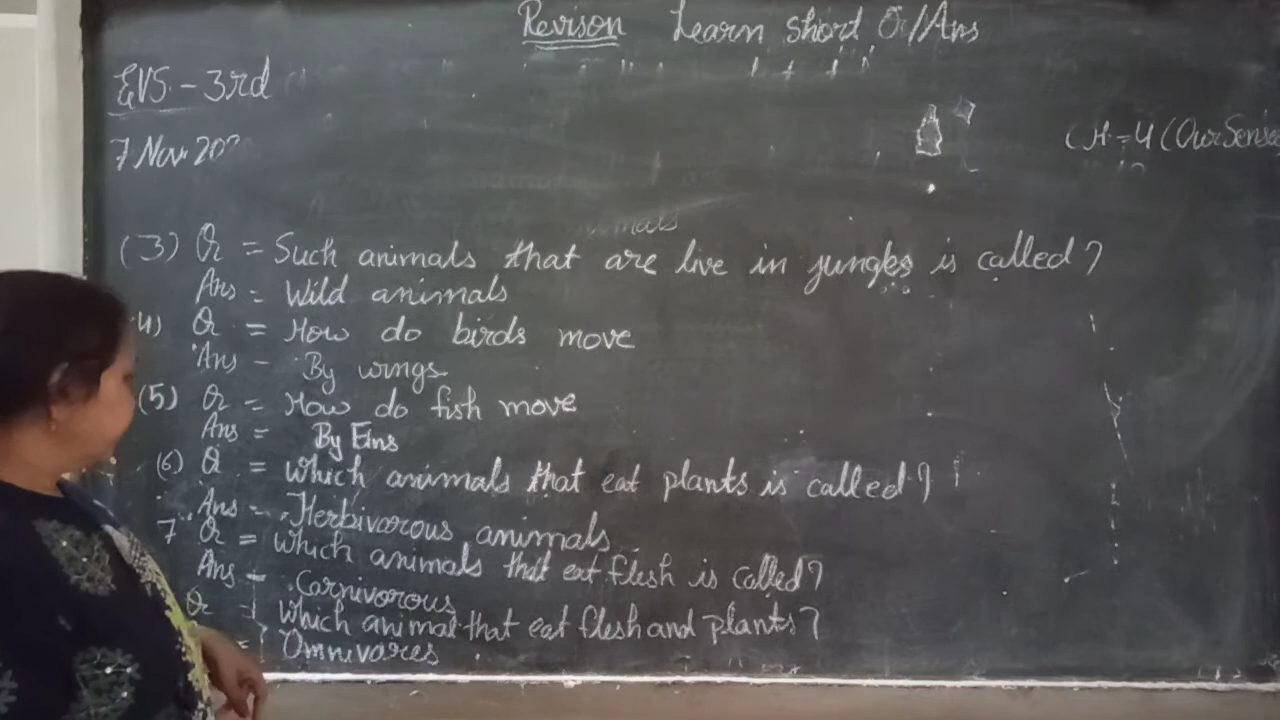 Revison Learn Short Q/Ans
EVS - 3rd
7 Nov 202
CH = 4 (Our Sense
(3) Q = Such animals that are live in jungles is called?
Ans = Wild animals
4) Q = How do birds move
Ans - By wings
(5) Q = How do fish move
Ans = By Fins
(6) Q = Which animals that eat plants is called?
Ans - Herbivorous animals
7 Q = Which animals that eat flesh is called?
Ans - Carnivorous
Q = Which animal that eat flesh and plants?
= Omnivares